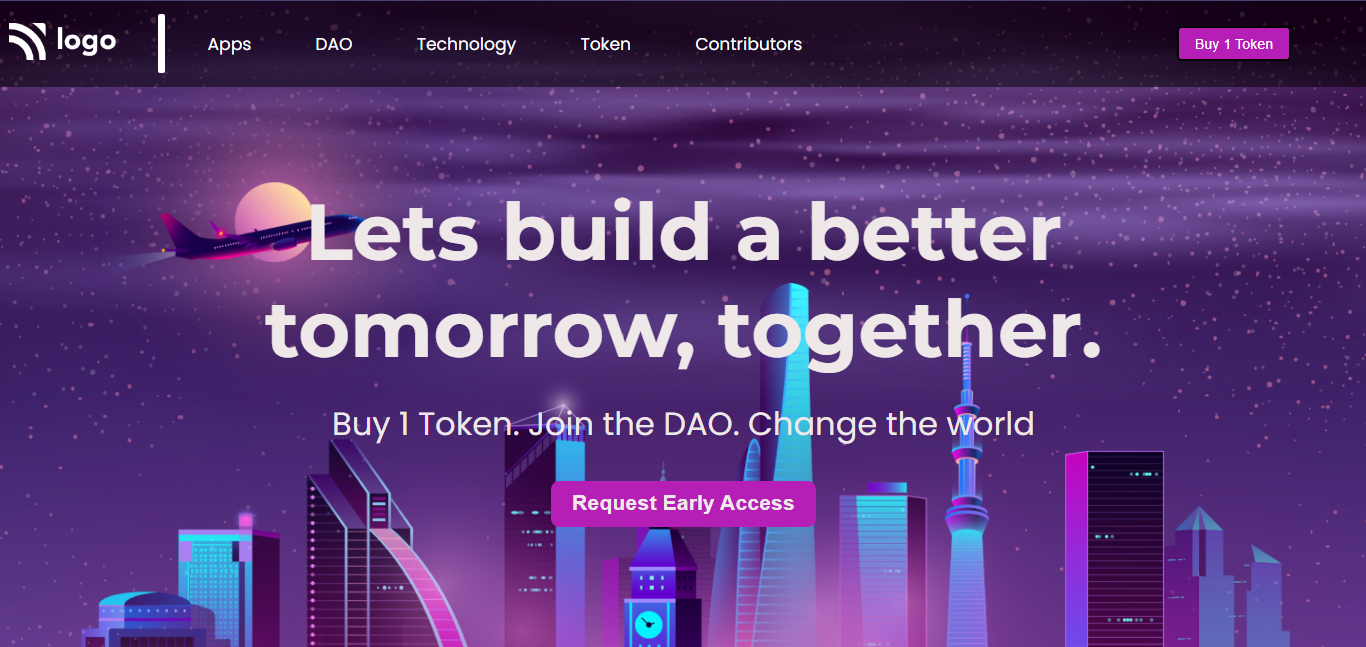 logo
Apps
DAO
Technology
Token
Contributors
Buy 1 Token
Lets build a better
tomorrow, together.
Buy 1 Token. Join the DAO. Change the world
Request Early Access